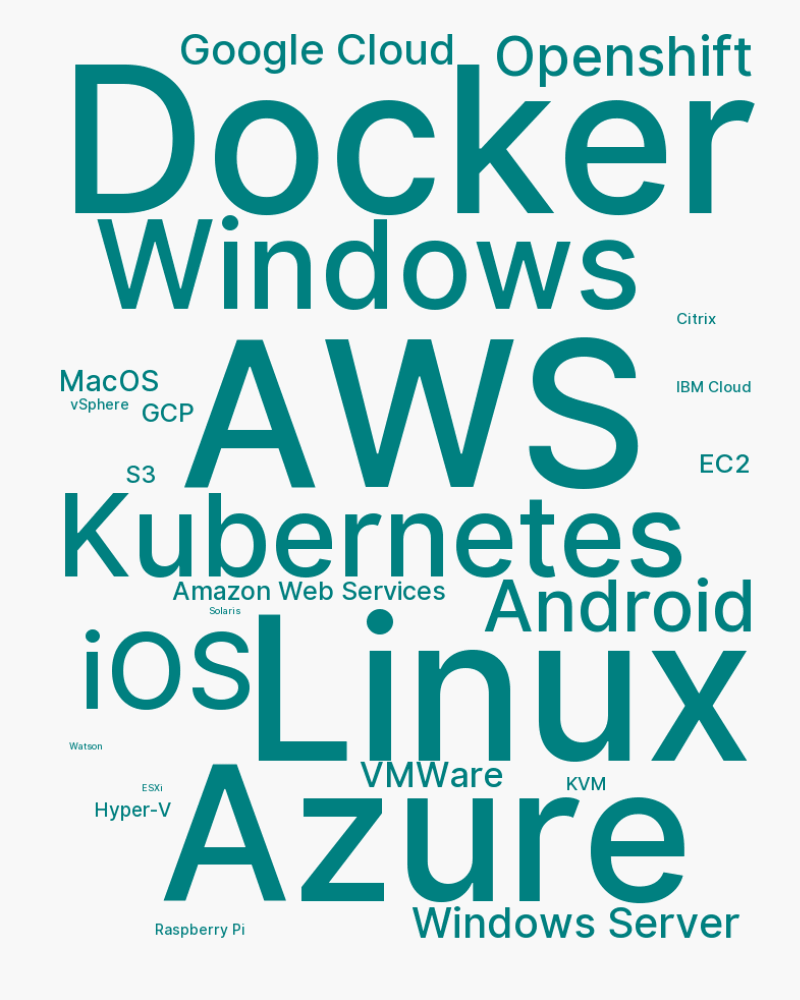 Google Cloud
Openshift
Docker
Windows
Citrix
AWS
MacOS
IBM Cloud
vSphere
GCP
EC2
S3
Kubernetes
Amazon Web Services
Android
Solaris
iOS
Linux
Watson
VMWare
KVM
ESXi
Azure
Hyper-V
Windows Server
Raspberry Pi